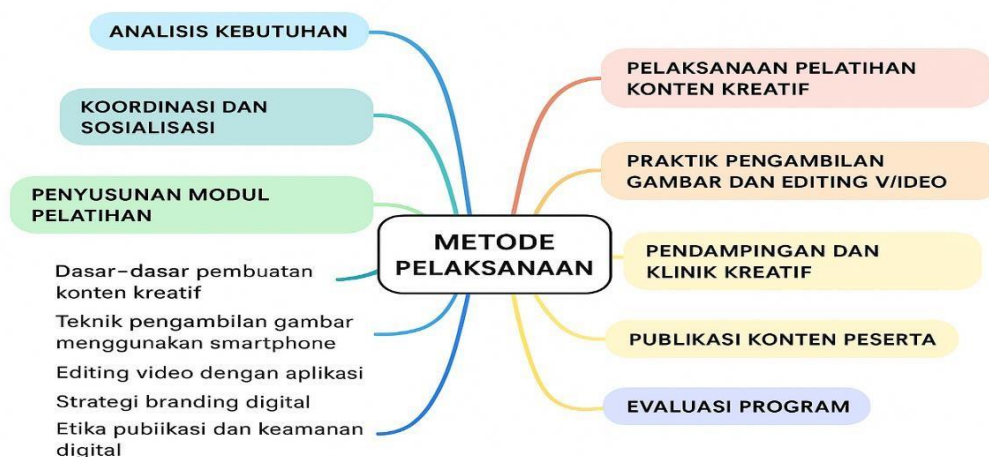 ANALISIS KEBUTUHAN
KOORDINASI DAN
SOSIALISASI
PENYUSUNAN MODUL
PELATIHAN
Dasar-dasar pembuatan
konten kreatif
Teknik pengambilan gambar
menggunakan smartphone
Editing video dengan aplikasi
Strategi branding digital
Etika pubiikasi dan keamanan
digital
METODE
PELAKSANAAN
PELAKSANAAN PELATIHAN
KONTEN KREATIF
PRAKTIK PENGAMBILAN
GAMBAR DAN EDITING V/IDEO
PENDAMPINGAN DAN
KLINIK KREATIF
PUBLIKASI KONTEN PESERTA
EVALUASI PROGRAM